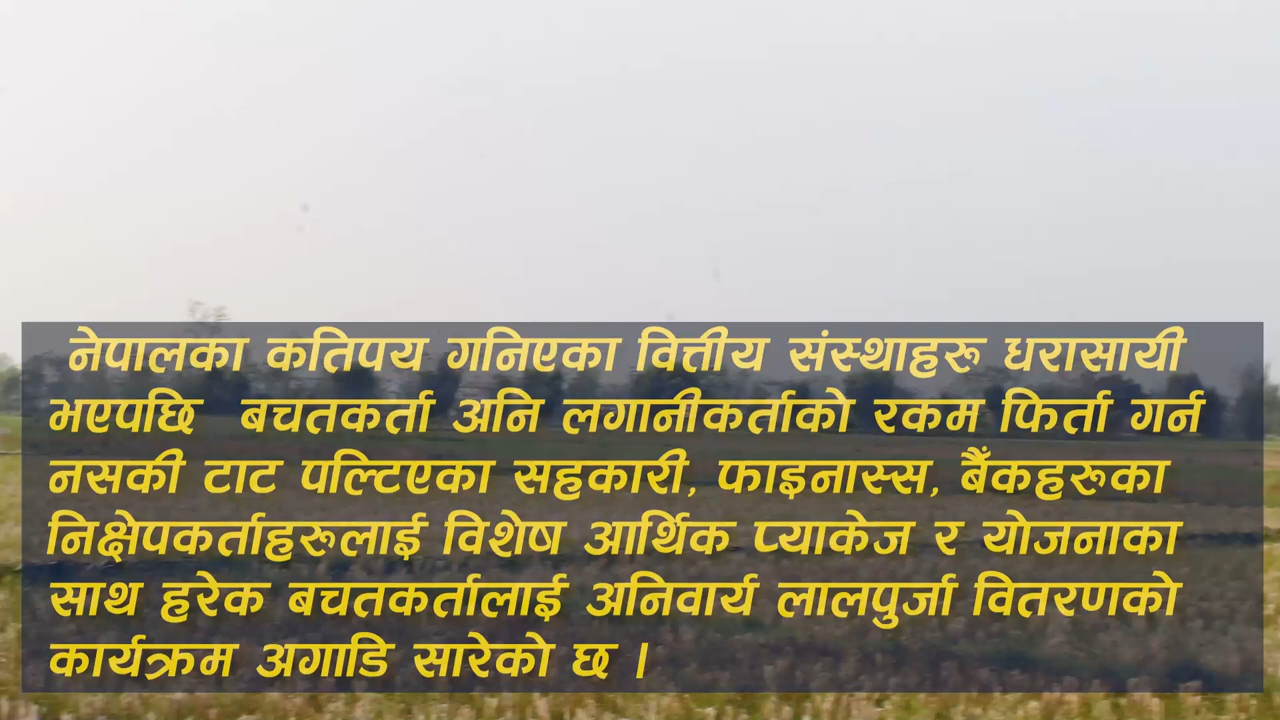 नेपालका कतिपय गनिएका वित्तीय संस्थाहरू धरासायी
भएपछि बचतकर्ता अनि लगानीकर्ताको रकम फिर्ता गर्न
नसकी टाट पल्टिएका सहकारी, फाइनास्स, बैँकहरूका
निक्षेपकर्ताहरूलाई विशेष आर्थिक प्याकेज र योजनाका
साथ हरेक बचतकर्तालाई अनिवार्य लालपुर्जा वितरणको
कार्यक्रम अगाडि सारेको छ ।